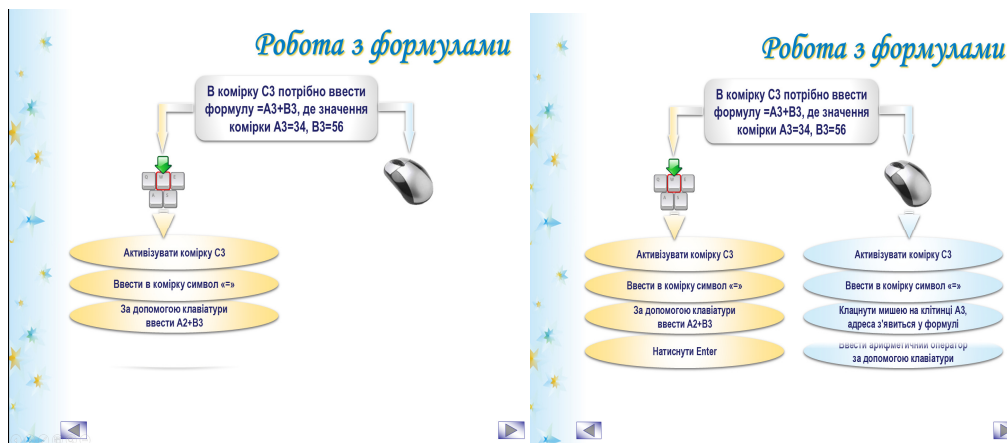 Робота з формулами
В комірку С3 потрібно ввести
формулу =А3+В3, де значення
комірки А3=34, В3=56
Активізувати комірку С3
Ввести в комірку символ «=»
За допомогою клавіатури
ввести А2+В3
Робота з формулами
В комірку С3 потрібно ввести
формулу =А3+В3, де значення
комірки А3=34, В3=56
Активізувати комірку С3
Ввести в комірку символ «=»
За допомогою клавіатури
ввести А2+В3
Натиснути Enter
Активізувати комірку С3
Ввести в комірку символ «=»
Клацнути мишею на клітинці А3,
адреса з'явиться у формулі
Ввести арифметичний оператор
за допомогою клавіатури